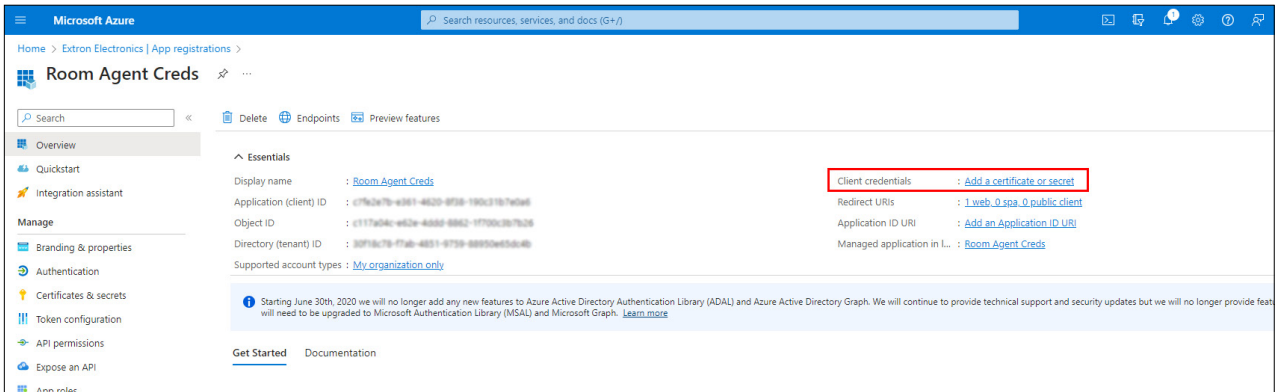 Microsoft Azure
Search resources, services, and docs (G+/)
1
Home > Extron Electronics | App registrations >
Room Agent Creds
Search
Delete
Endpoints
Preview features
Overview
Quickstart
Integration assistant
Manage
Branding & properties
Authentication
Certificates & secrets
Token configuration
API permissions
Expose an API
App roles
Essentials
Display name : Room Agent Creds
Application (client) ID :
Object ID :
Directory (tenant) ID :
Supported account types : My organization only
Client credentials : Add a certificate or secret
Redirect URIs : 1 web, 0 spa, 0 public client
Application ID URI : Add an Application ID URI
Managed application in l... : Room Agent Creds
Starting June 30th, 2020 we will no longer add any new features to Azure Active Directory Authentication Library (ADAL) and Azure Active Directory Graph. We will continue to provide technical support and security updates but we will no longer provide featu
will need to be upgraded to Microsoft Authentication Library (MSAL) and Microsoft Graph. Learn more
Get Started
Documentation